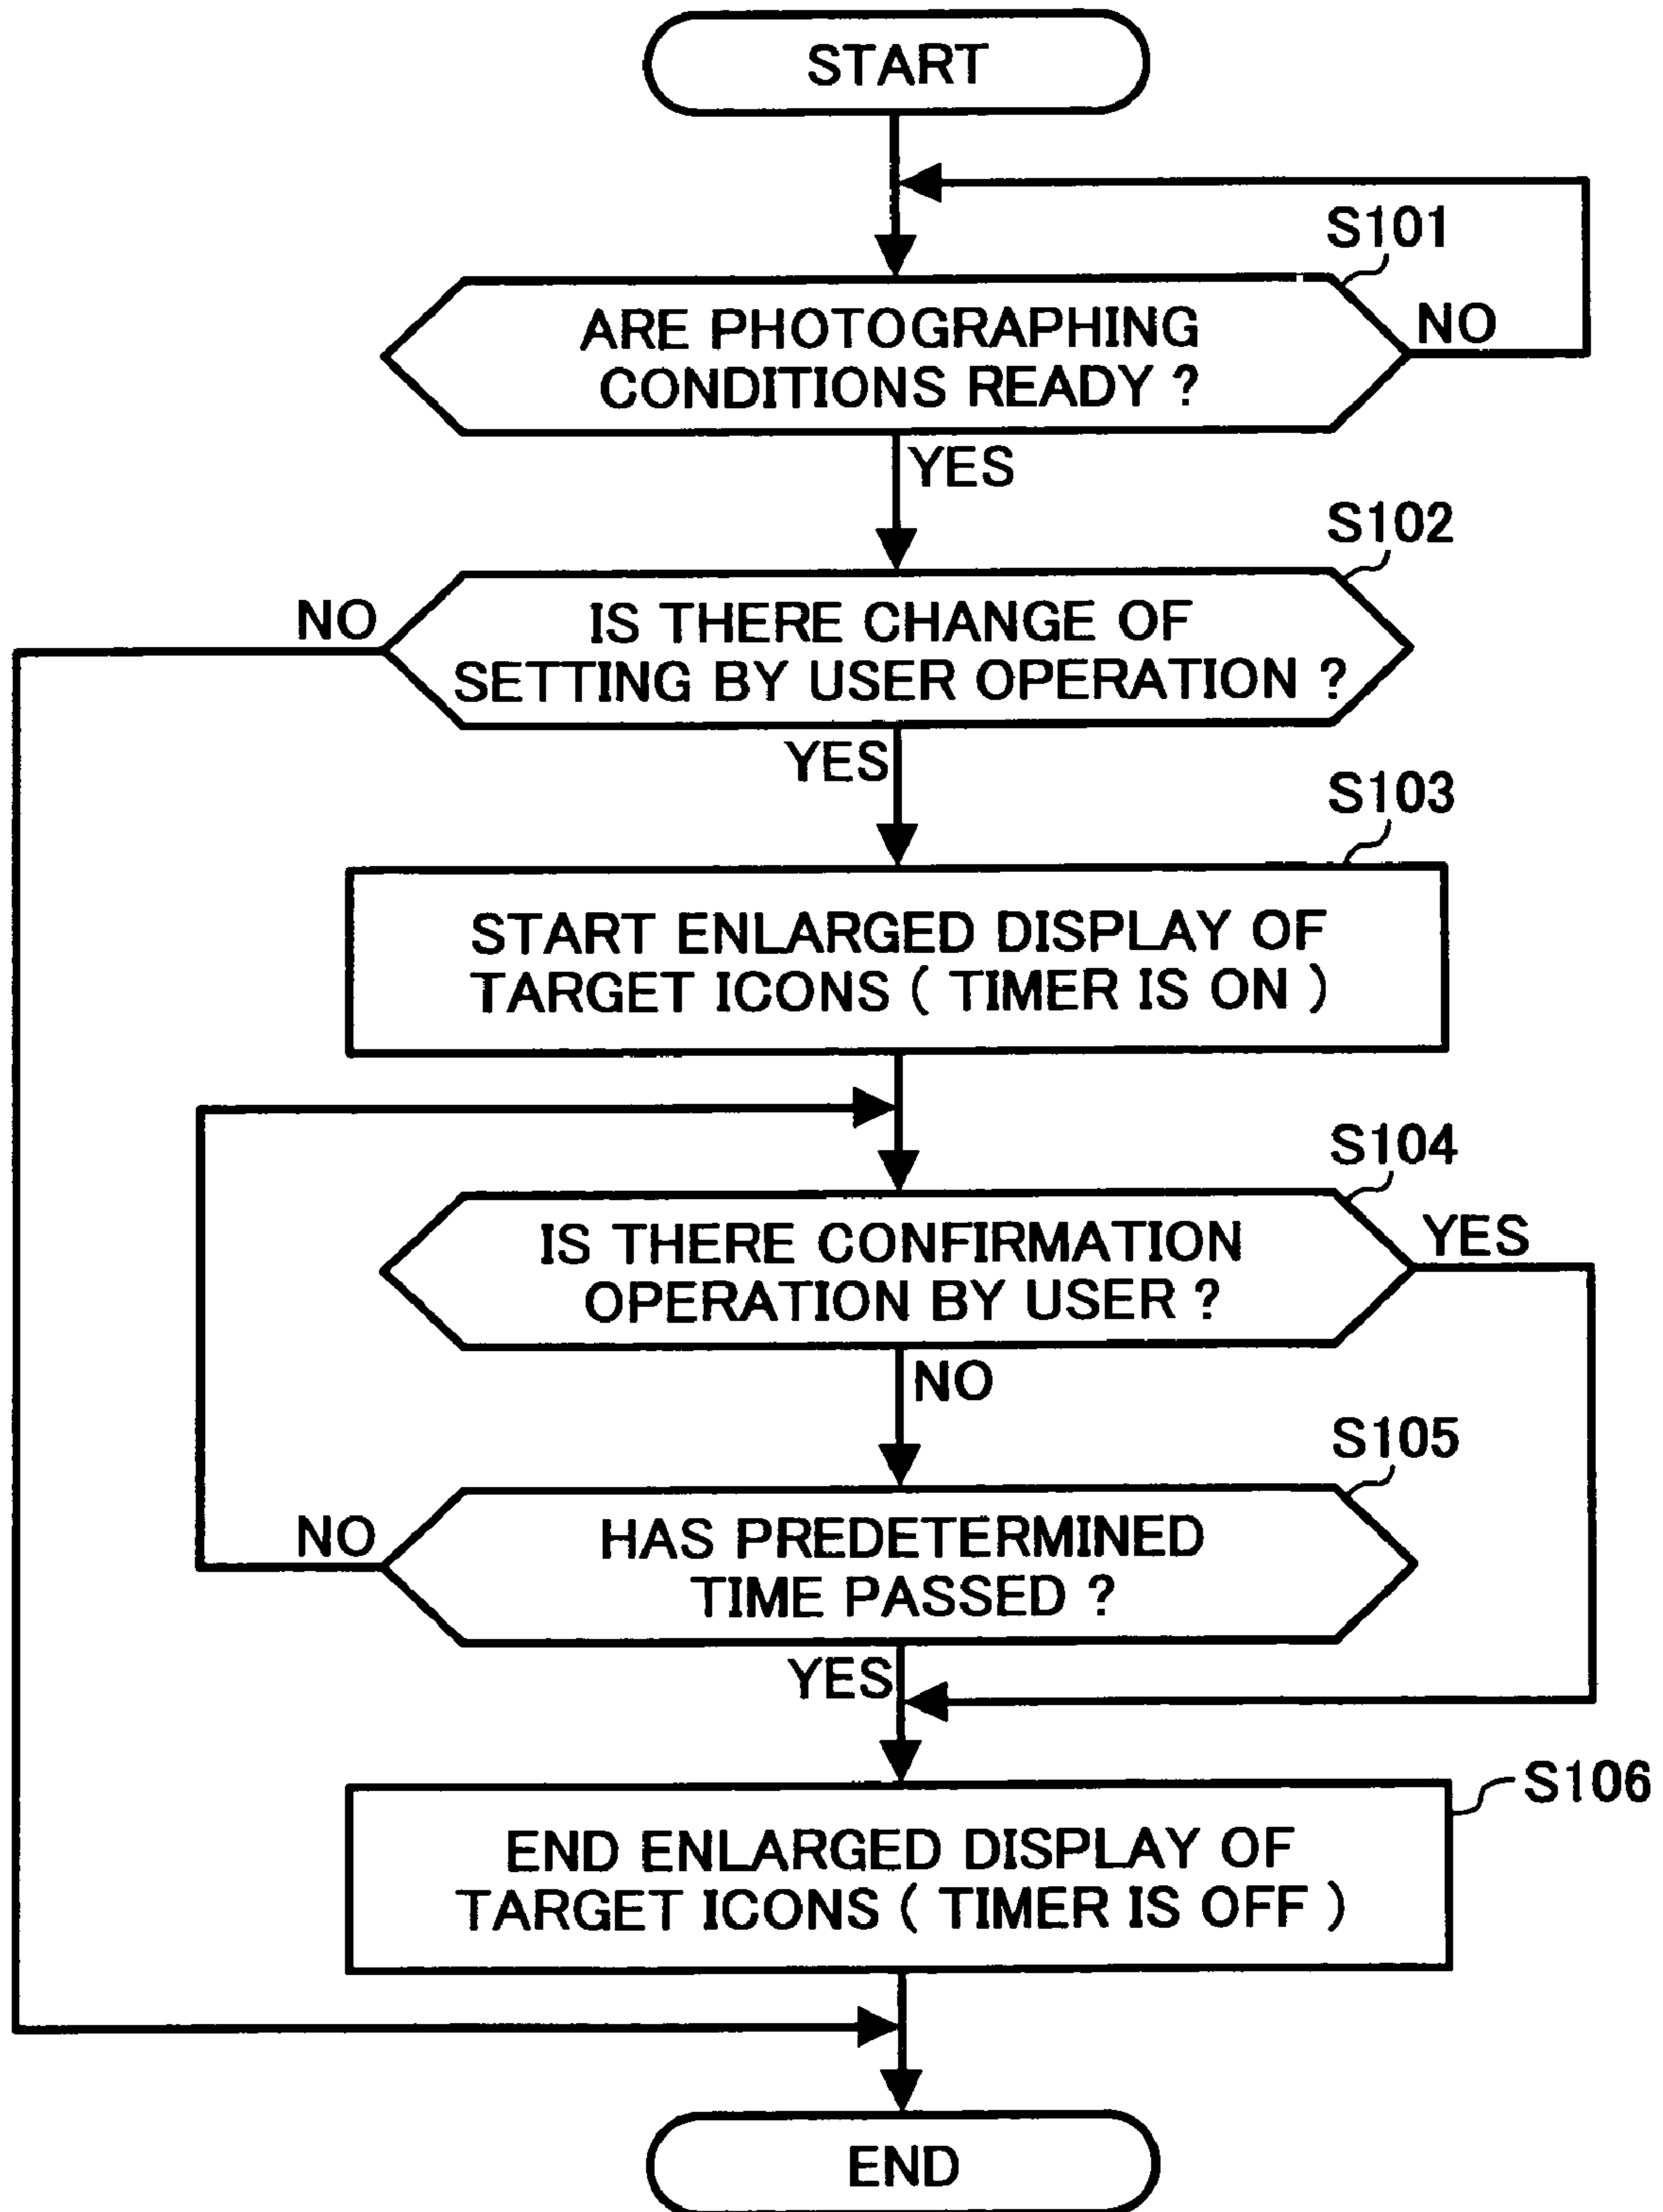 START
S101
ARE PHOTOGRAPHING
CONDITIONS READY ?
NO
YES
S102
NO
IS THERE CHANGE OF
SETTING BY USER OPERATION ?
YES
S103
START ENLARGED DISPLAY OF
TARGET ICONS ( TIMER IS ON )
S104
IS THERE CONFIRMATION
OPERATION BY USER ?
YES
NO
S105
NO
HAS PREDETERMINED
TIME PASSED ?
YES
S106
END ENLARGED DISPLAY OF
TARGET ICONS ( TIMER IS OFF )
END